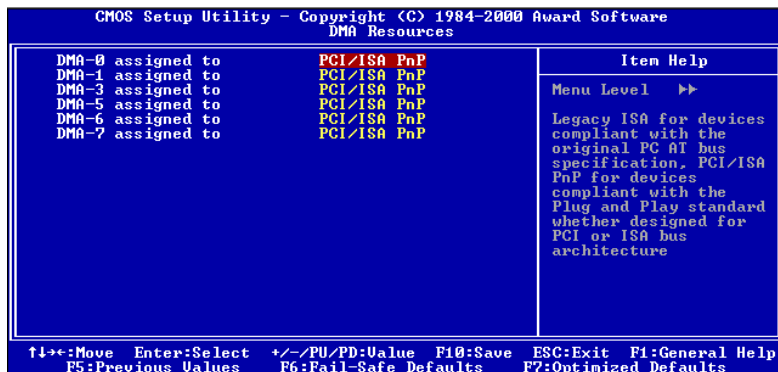 CMOS Setup Utility - Copyright (C) 1984-2000 Award Software
DMA Resources
DMA-0 assigned to PCI/ISA PnP
DMA-1 assigned to PCI/ISA PnP
DMA-3 assigned to PCI/ISA PnP
DMA-5 assigned to PCI/ISA PnP
DMA-6 assigned to PCI/ISA PnP
DMA-7 assigned to PCI/ISA PnP
Item Help
Menu Level ▶▶
Legacy ISA for devices
compliant with the
original PC AT bus
specification, PCI/ISA
PnP for devices
compliant with the
Plug and Play standard
whether designed for
PCI or ISA bus
architecture
↑↓→←:Move Enter:Select +/-/PU/PD:Value F10:Save ESC:Exit F1:General Help
F5:Previous Values F6:Fail-Safe Defaults F7:Optimized Defaults